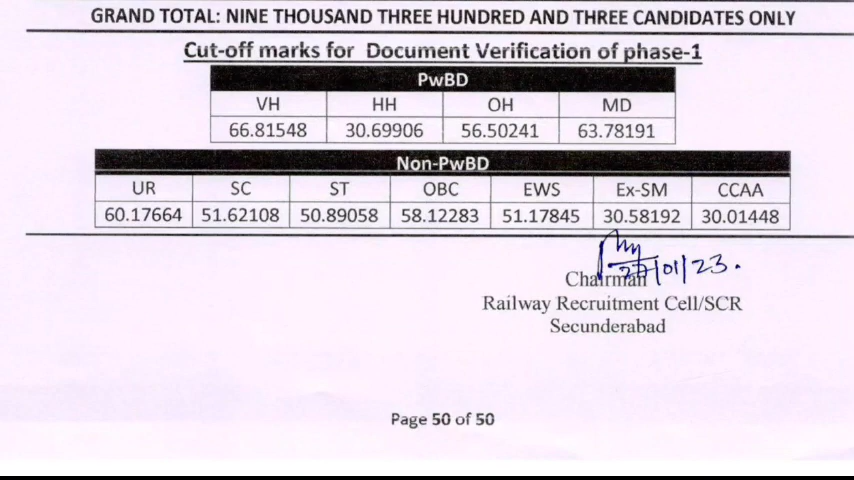 GRAND TOTAL: NINE THOUSAND THREE HUNDRED AND THREE CANDIDATES ONLY
Cut-off marks for Document Verification of phase-1
PwBD
VH HH OH MD
66.81548 30.69906 56.50241 63.78191
Non-PwBD
UR SC ST OBC EWS Ex-SM CCAA
60.17664 51.62108 50.89058 58.12283 51.17845 30.58192 30.01448
27/01/23.
Chairman
Railway Recruitment Cell/SCR
Secunderabad
Page 50 of 50